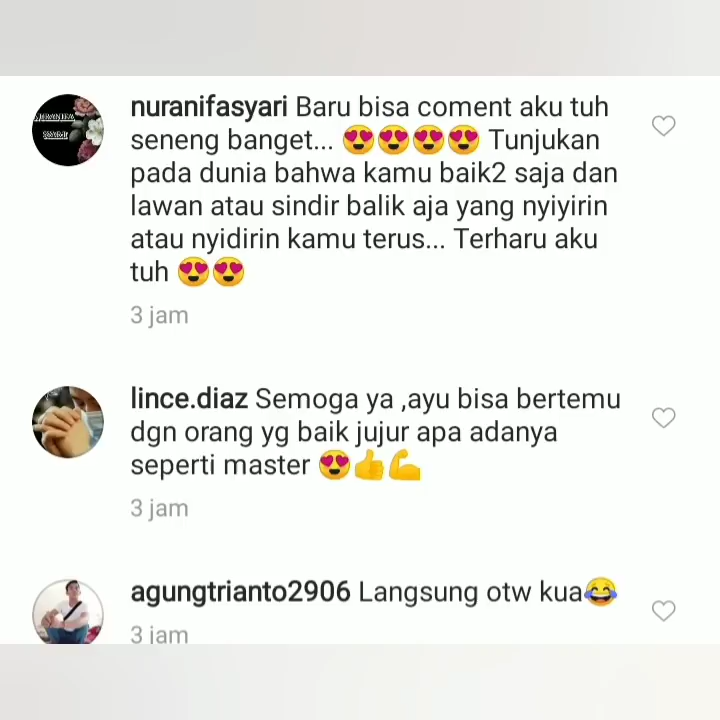 nuranifasyari Baru bisa coment aku tuh
seneng banget... 😍😍😍😍 Tunjukan
pada dunia bahwa kamu baik2 saja dan
lawan atau sindir balik aja yang nyiyirin
atau nyidirin kamu terus... Terharu aku
tuh 😍😍
3 jam
lince.diaz Semoga ya ,ayu bisa bertemu
dgn orang yg baik jujur apa adanya
seperti master 😍👍💪
3 jam
agungtrianto2906 Langsung otw kua😂
3 jam